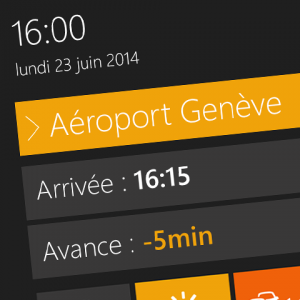 16:00
lundi 23 juin 2014
Aéroport Genève
Arrivée : 16:15
Avance : -5min